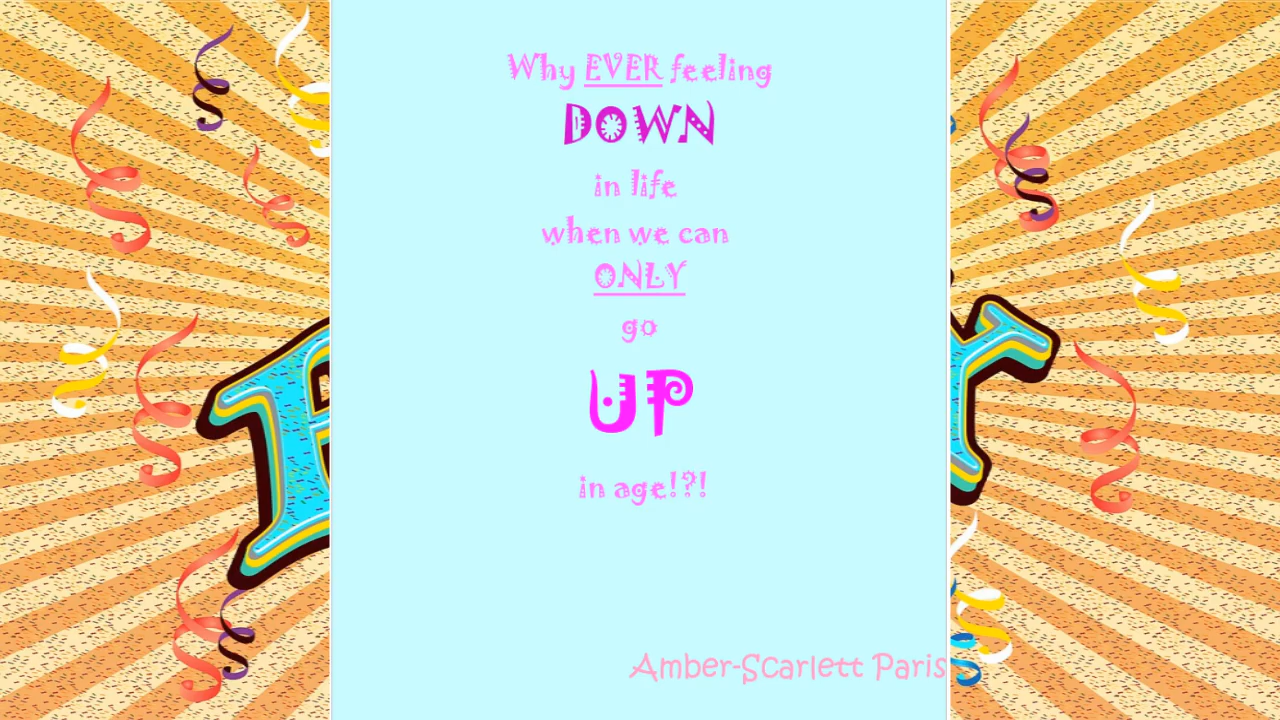 Why EVER feeling
DOWN
in life
when we can
ONLY
go
UP
in age!?!
Amber-Scarlett Paris